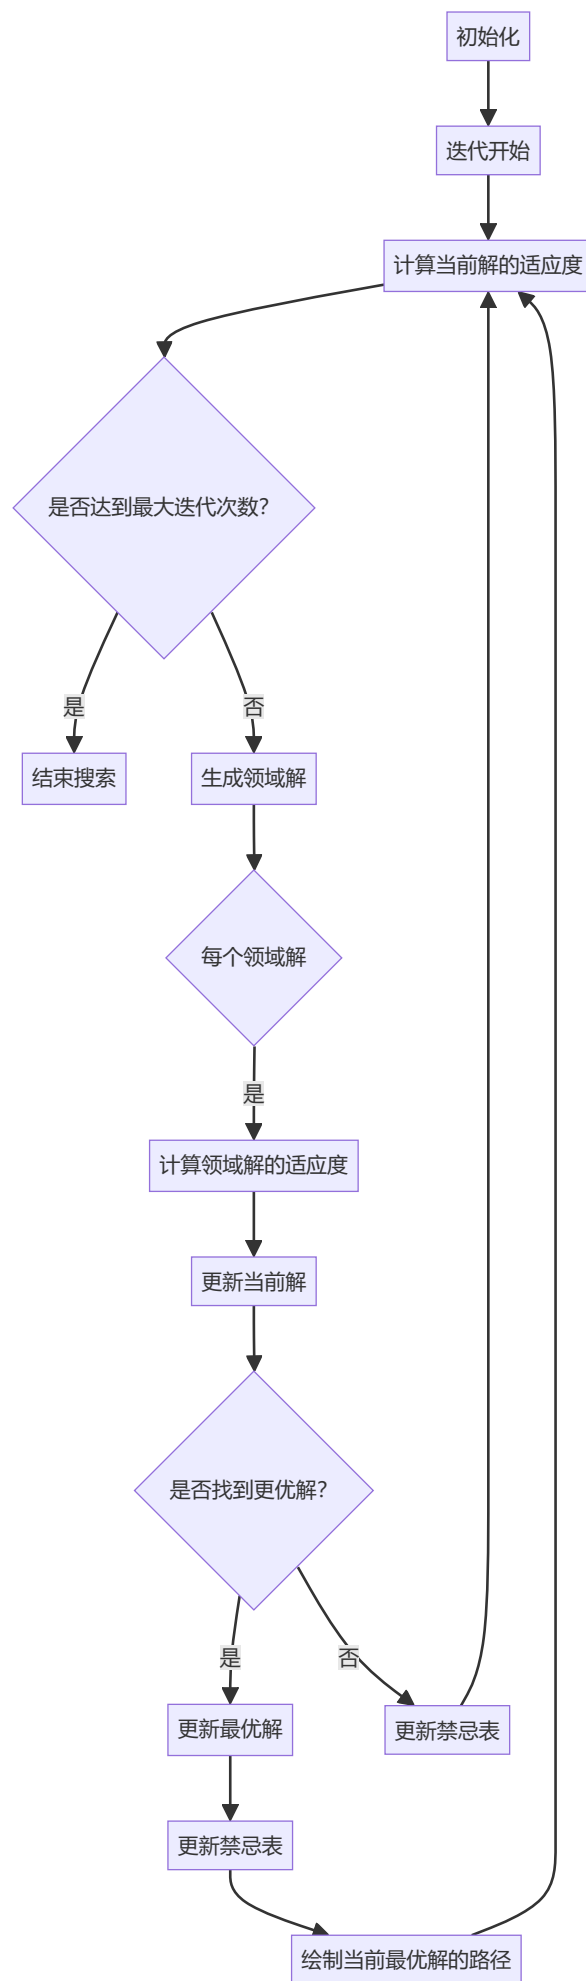 初始化
迭代开始
计算当前解的适应度
是否达到最大迭代次数?
是
否
结束搜索
生成领域解
每个领域解
是
计算领域解的适应度
更新当前解
是否找到更优解?
是
否
更新最优解
更新禁忌表
更新禁忌表
绘制当前最优解的路径